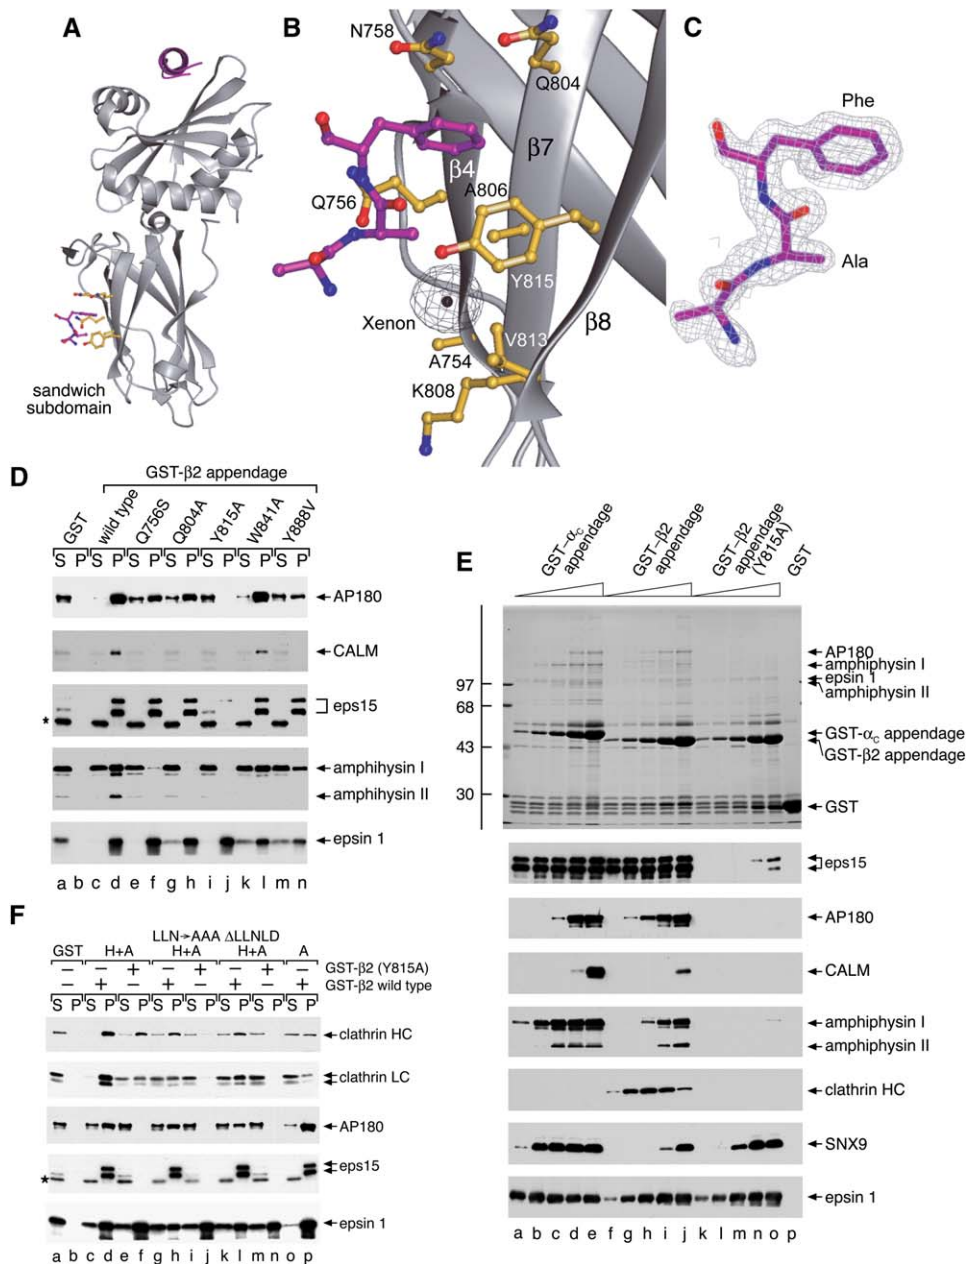 A
sandwich
subdomain
B
N758
Q804
β7
β4
A806
Q756
Y815
Xenon
V813
β8
A754
K808
C
Phe
Ala
D
GST-β2 appendage
GST
wild type
Q756S
Q804A
Y815A
W841A
Y888V
S P S P S P S P S P S P S P
AP180
CALM
eps15
*
amphihysin I
amphihysin II
epsin 1
a b c d e f g h i j k l m n
E
GST-αC appendage
GST-β2 appendage
GST-β2 appendage (Y815A)
GST
AP180
amphiphysin I
epsin 1
amphiphysin II
97
68
43
30
GST-αC appendage
GST-β2 appendage
GST
eps15
AP180
CALM
amphiphysin I
amphiphysin II
clathrin HC
SNX9
epsin 1
a b c d e f g h i j k l m n o p
F
LLN→AAA ΔLLNLD
GST H+A H+A H+A A
– – + – + – + – GST-β2 (Y815A)
– + – + – + – + GST-β2 wild type
S P S P S P S P S P S P S P S P
clathrin HC
clathrin LC
AP180
eps15
*
epsin 1
a b c d e f g h i j k l m n o p